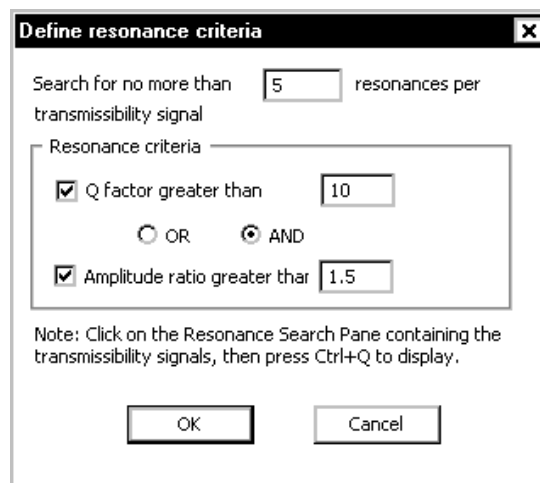 Define resonance criteria
Search for no more than 5 resonances per
transmissibility signal
Resonance criteria
Q factor greater than 10
OR AND
Amplitude ratio greater thar 1.5
Note: Click on the Resonance Search Pane containing the
transmissibility signals, then press Ctrl+Q to display.
OK Cancel